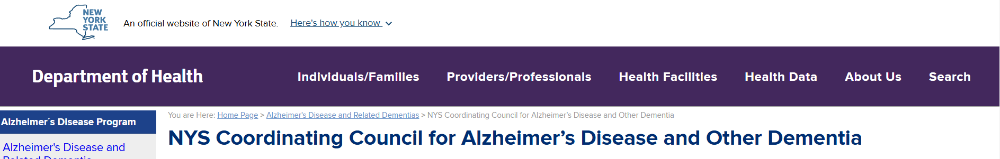 NEW
YORK
STATE
An official website of New York State.
Here's how you know
Department of Health
Individuals/Families
Providers/Professionals
Health Facilities
Health Data
About Us
Search
Alzheimer´s Disease Program
Alzheimer's Disease and
Related Dementia
You are Here: Home Page > Alzheimer's Disease and Related Dementias > NYS Coordinating Council for Alzheimer's Disease and Other Dementia
NYS Coordinating Council for Alzheimer’s Disease and Other Dementia